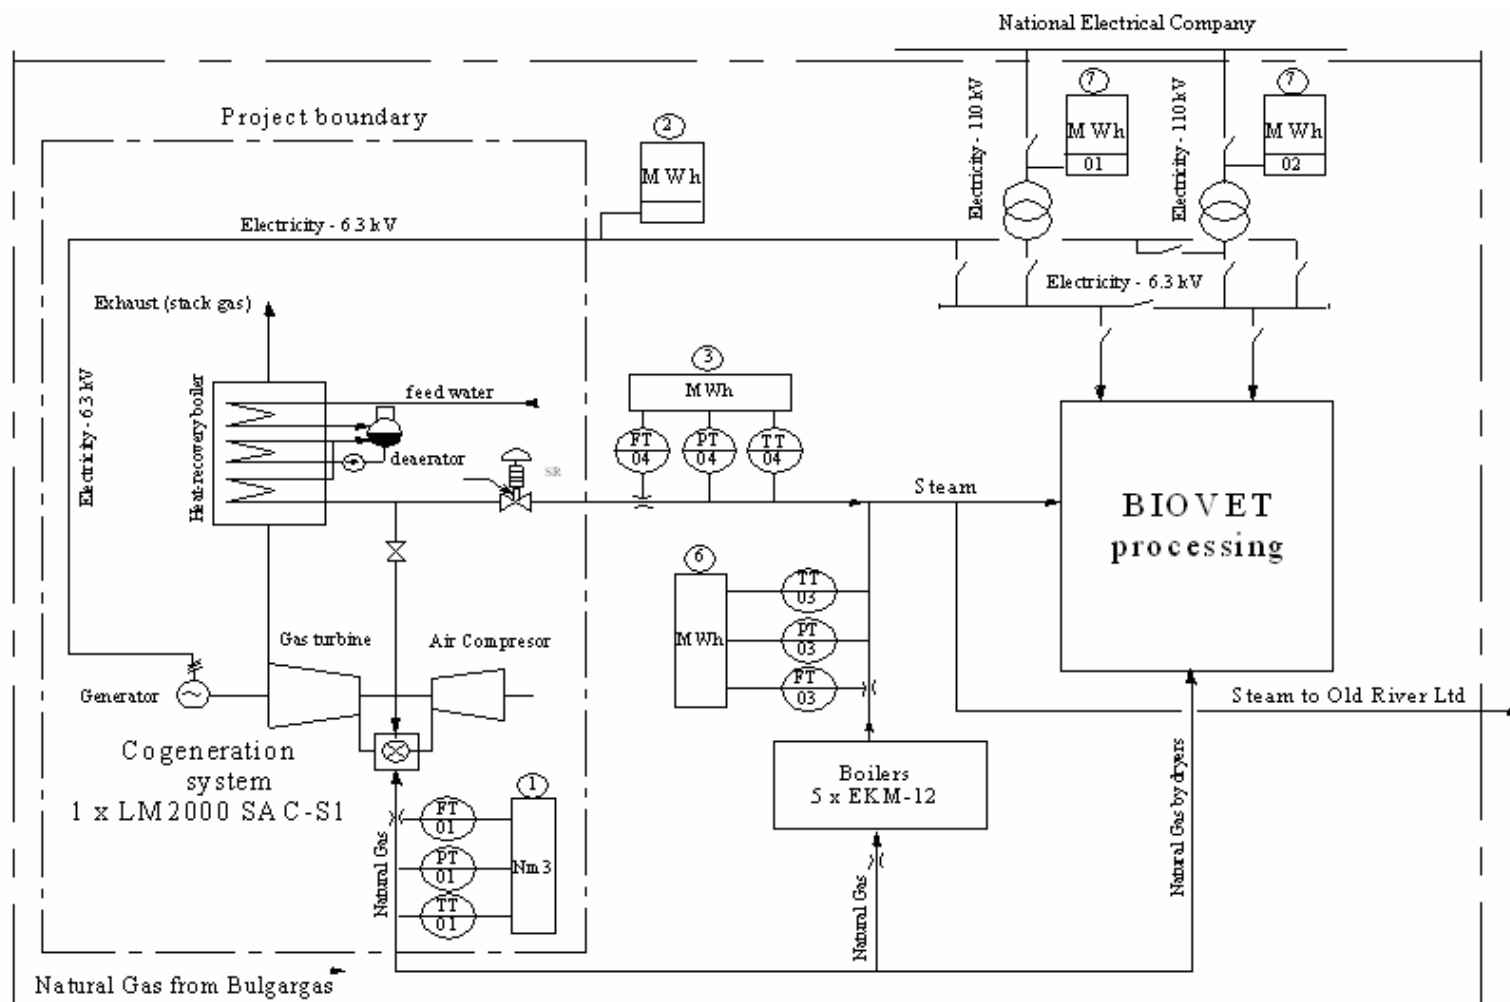 National Electrical Company
Project boundary
2
7
7
M Wh
M Wh
01
M Wh
02
Electricity - 110 kV
Electricity - 110 kV
Electricity - 6.3 kV
Electricity - 6.3 kV
Exhaust (stack gas)
Electricity - 6.3 kV
Heat-recovery boiler
feed water
deaerator
SR
3
M Wh
FT
04
PT
04
TT
04
Steam
BIOVET
processing
6
M Wh
TT
03
PT
03
FT
03
Gas turbine
Air Compresor
Generator
Steam to Old River Ltd
Cogeneration
system
1 x LM2000 SAC-S1
Boilers
5 x EKM-12
1
Nm3
FT
01
PT
01
TT
01
Natural Gas
Natural Gas
Natural Gas by dryers
Natural Gas from Bulgargas